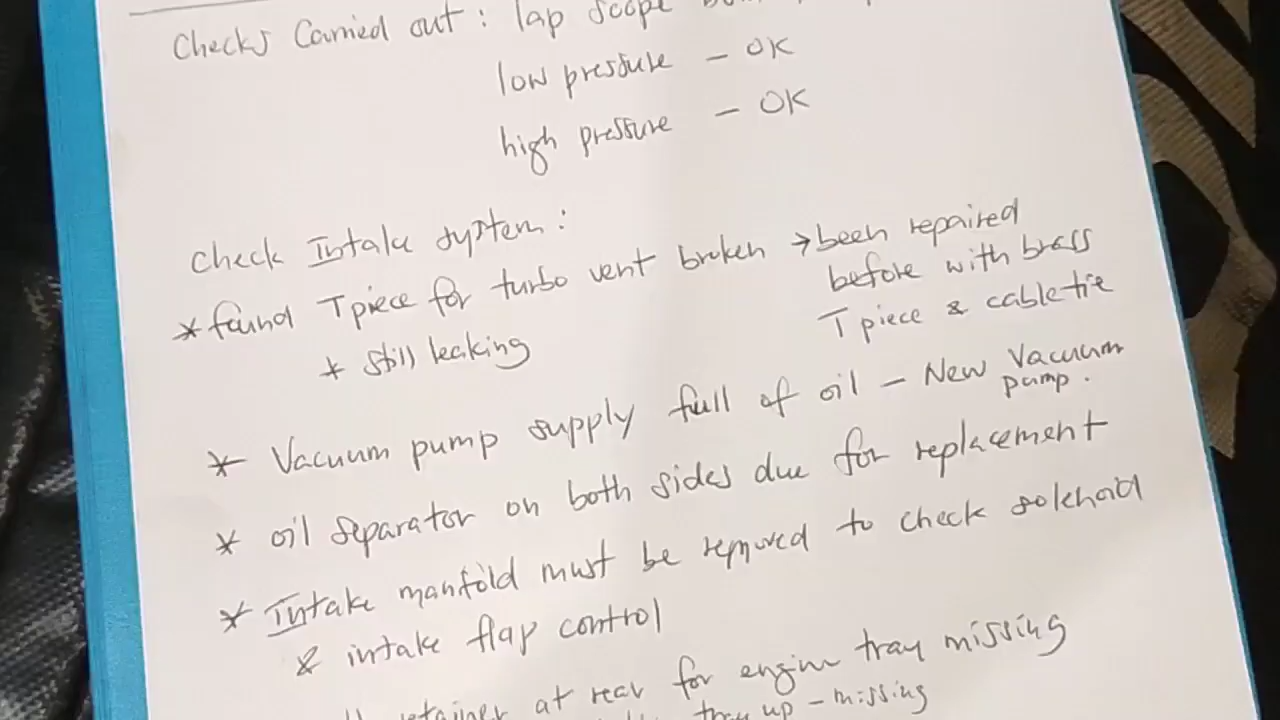 Checks Carried out : lap scope
low pressure - OK
high pressure - OK
check Intake system :
* found T piece for turbo vent broken → been repaired
before with brass
T piece & cable tie
* still leaking
* Vacuum pump supply full of oil - New Vacuum
pump.
* oil separator on both sides due for replacement
* Intake manifold must be removed to check solenoid
& intake flap control
retainer at rear for engine tray missing
tray up - missing